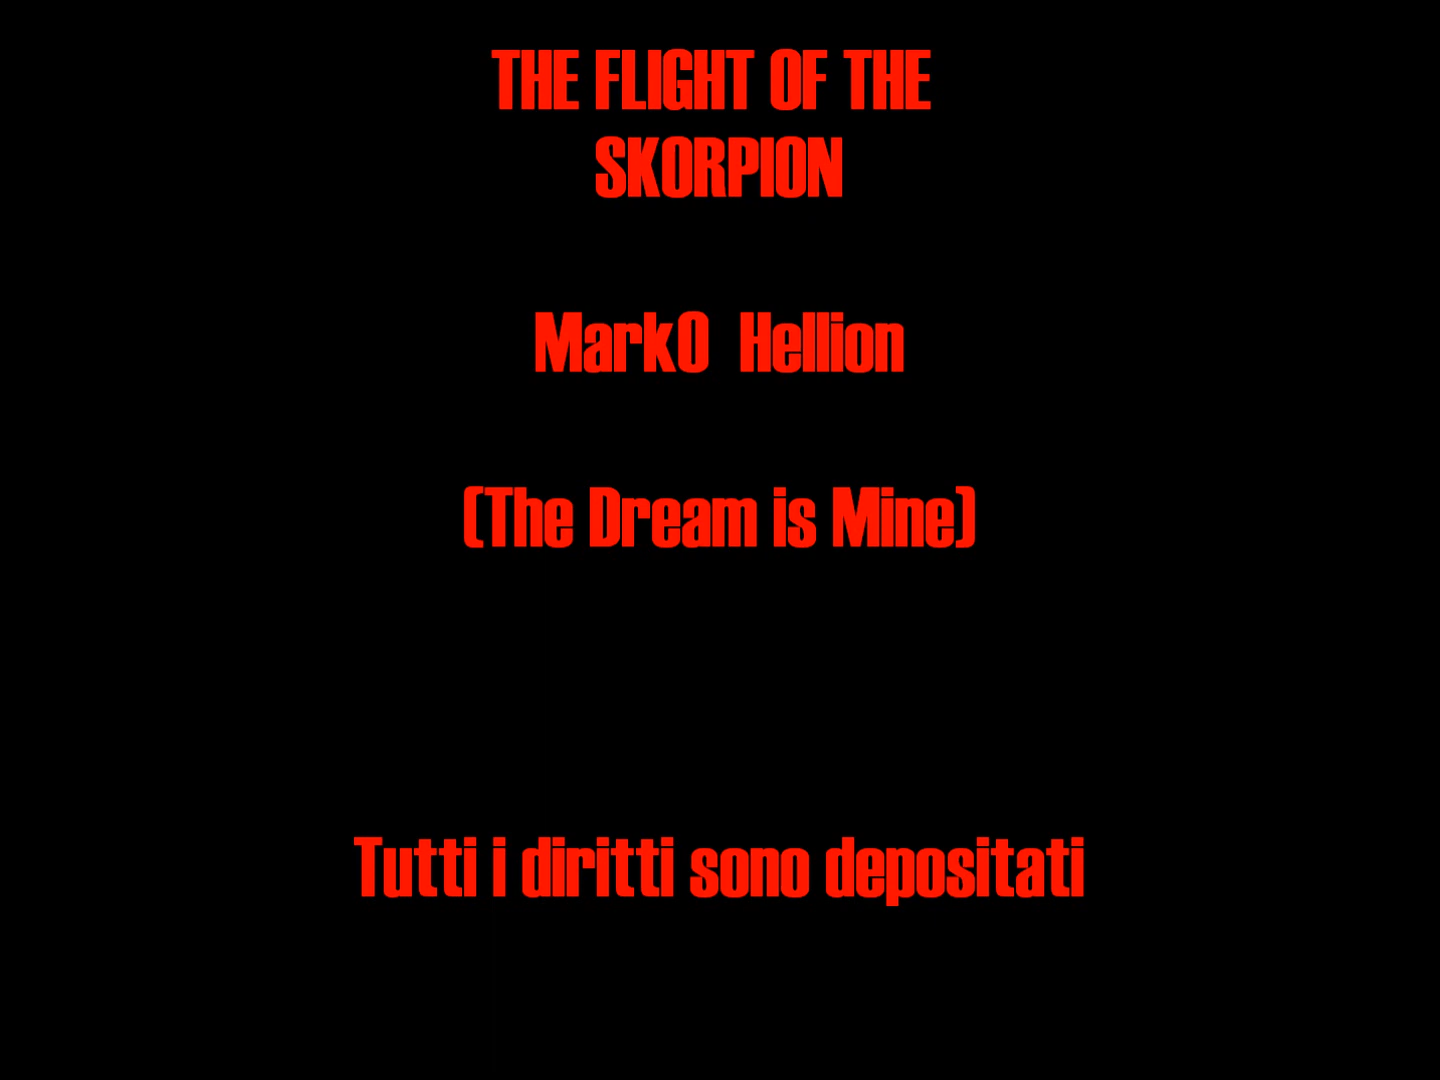 THE FLIGHT OF THE
SKORPION
MarkO Hellion
(The Dream is Mine)
Tutti i diritti sono depositati